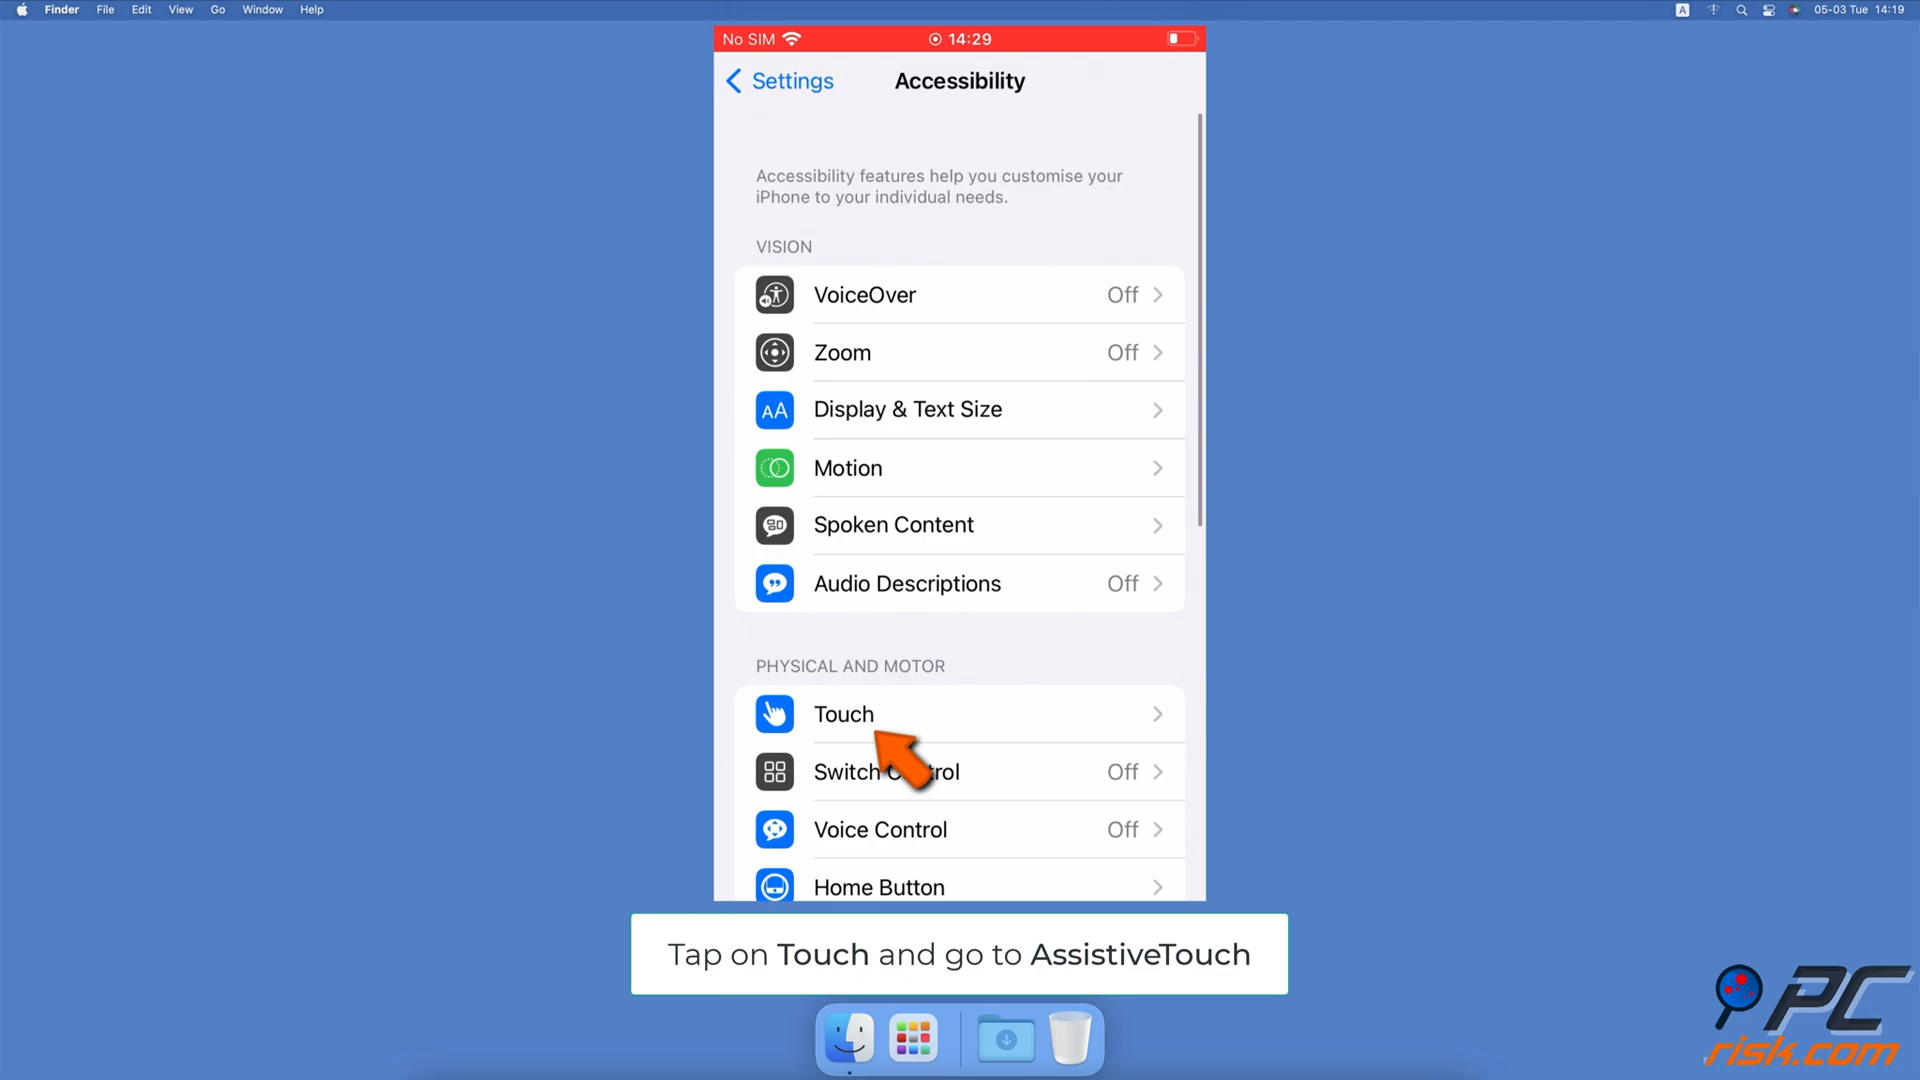 Finder File Edit View Go Window Help
A 05-03 Tue 14:19
No SIM 14:29
Settings Accessibility
Accessibility features help you customise your
iPhone to your individual needs.
VISION
VoiceOver Off
Zoom Off
AA Display & Text Size
Motion
Spoken Content
Audio Descriptions Off
PHYSICAL AND MOTOR
Touch
Switch Control Off
Voice Control Off
Home Button
Tap on Touch and go to AssistiveTouch
PC
risk.com